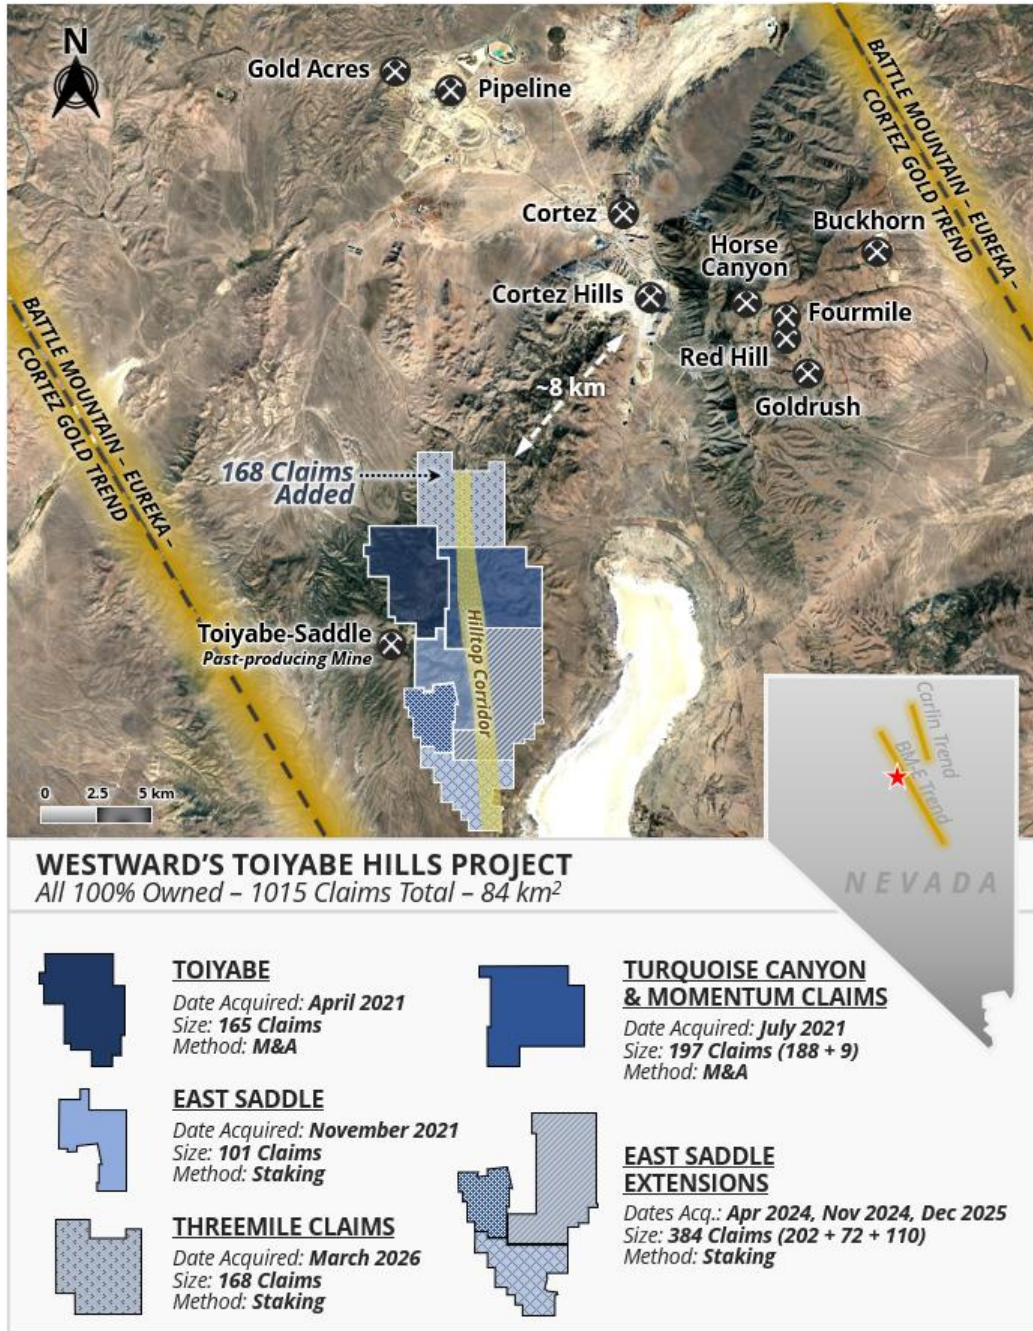 N
Gold Acres
Pipeline
BATTLE MOUNTAIN – EUREKA –
CORTEZ GOLD TREND
Cortez
Buckhorn
Horse
Canyon
Cortez Hills
Fourmile
Red Hill
Goldrush
~8 km
BATTLE MOUNTAIN – EUREKA –
CORTEZ GOLD TREND
168 Claims
Added
Toiyabe-Saddle
Past-producing Mine
Hilltop Corridor
0 2.5 5 km
Carlin Trend
BM-E Trend
NEVADA
WESTWARD'S TOIYABE HILLS PROJECT
All 100% Owned – 1015 Claims Total – 84 km²
TOIYABE
Date Acquired: April 2021
Size: 165 Claims
Method: M&A
TURQUOISE CANYON
& MOMENTUM CLAIMS
Date Acquired: July 2021
Size: 197 Claims (188 + 9)
Method: M&A
EAST SADDLE
Date Acquired: November 2021
Size: 101 Claims
Method: Staking
EAST SADDLE
EXTENSIONS
Dates Acq.: Apr 2024, Nov 2024, Dec 2025
Size: 384 Claims (202 + 72 + 110)
Method: Staking
THREEMILE CLAIMS
Date Acquired: March 2026
Size: 168 Claims
Method: Staking